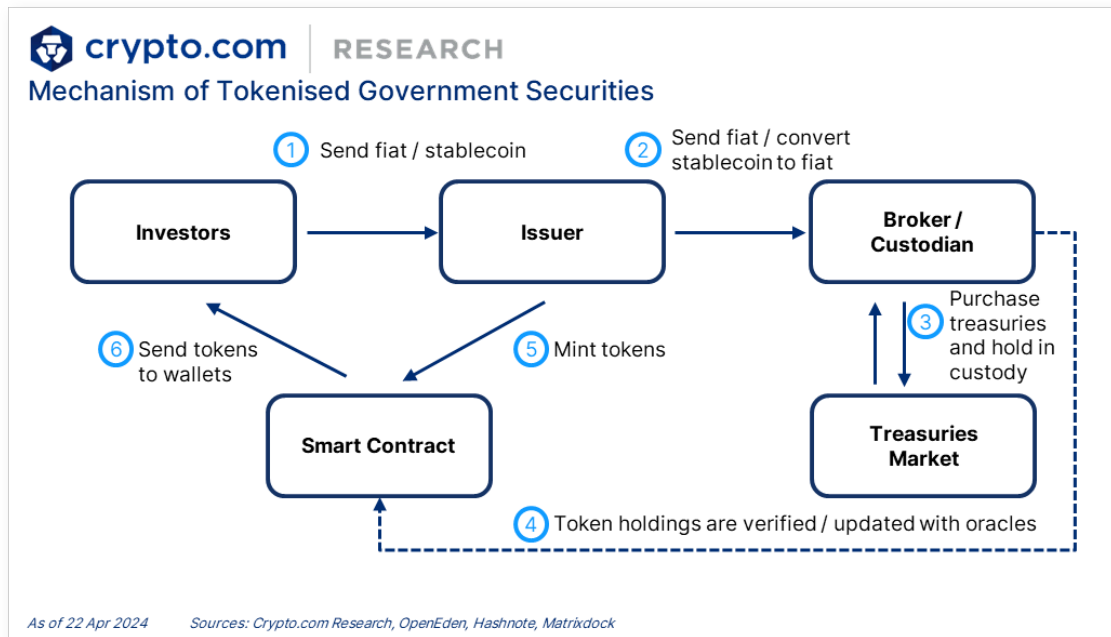 crypto.com
RESEARCH
Mechanism of Tokenised Government Securities
1
Send fiat / stablecoin
2
Send fiat / convert
stablecoin to fiat
Investors
Issuer
Broker /
Custodian
3
Purchase
treasuries
and hold in
custody
6
Send tokens
to wallets
5
Mint tokens
Smart Contract
Treasuries
Market
4
Token holdings are verified / updated with oracles
As of 22 Apr 2024
Sources: Crypto.com Research, OpenEden, Hashnote, Matrixdock